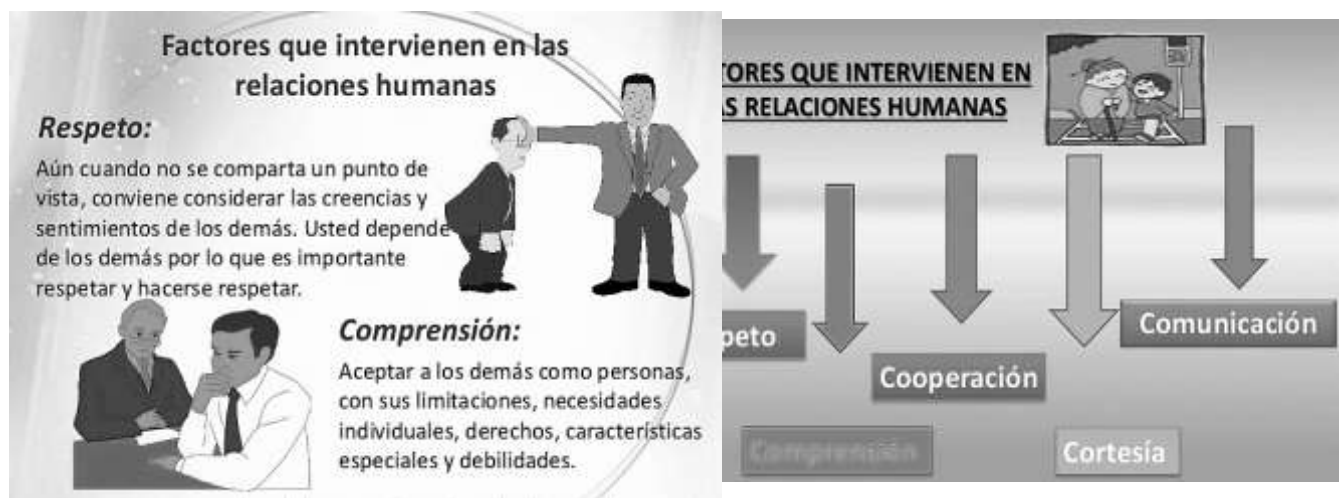 Factores que intervienen en las
relaciones humanas
Respeto:
Aún cuando no se comparta un punto de
vista, conviene considerar las creencias y
sentimientos de los demás. Usted depende
de los demás por lo que es importante
respetar y hacerse respetar.
Comprensión:
Aceptar a los demás como personas,
con sus limitaciones, necesidades
individuales, derechos, características
especiales y debilidades.
TORES QUE INTERVIENEN EN
AS RELACIONES HUMANAS
peto
Comunicación
Cooperación
Comprensión
Cortesía